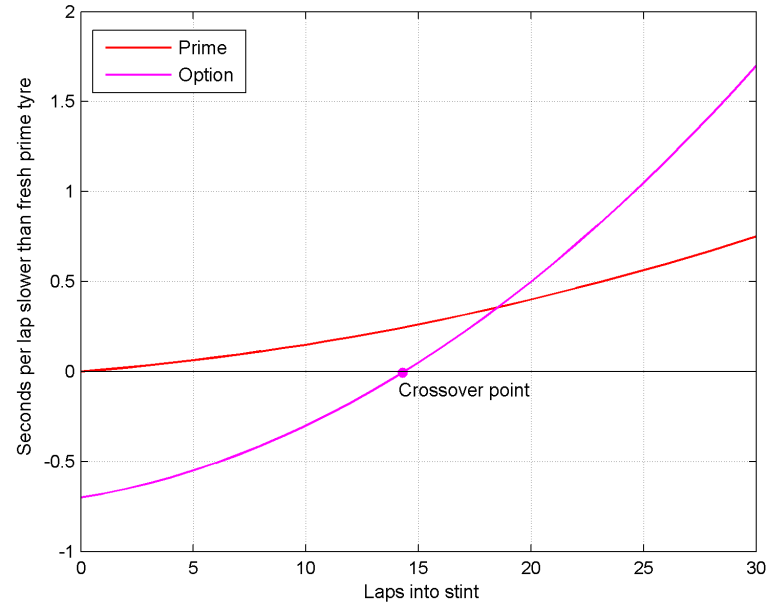 2
1.5
1
0.5
0
-0.5
-1
Seconds per lap slower than fresh prime tyre
Prime
Option
Crossover point
0 5 10 15 20 25 30
Laps into stint